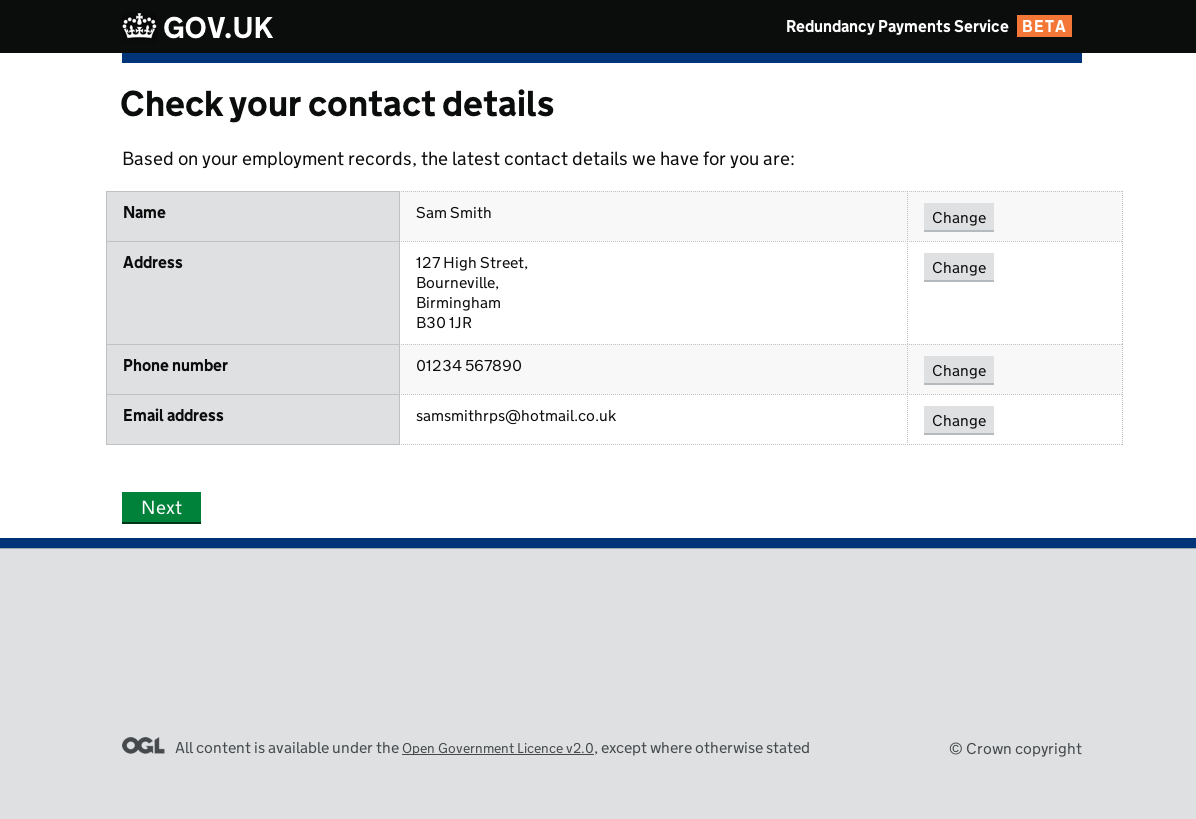 GOV.UK
Redundancy Payments Service BETA
Check your contact details
Based on your employment records, the latest contact details we have for you are:
Name Sam Smith Change
Address 127 High Street, Change
Bourneville,
Birmingham
B30 1JR
Phone number 01234 567890 Change
Email address samsmithrps@hotmail.co.uk Change
Next
OGL All content is available under the Open Government Licence v2.0, except where otherwise stated
© Crown copyright